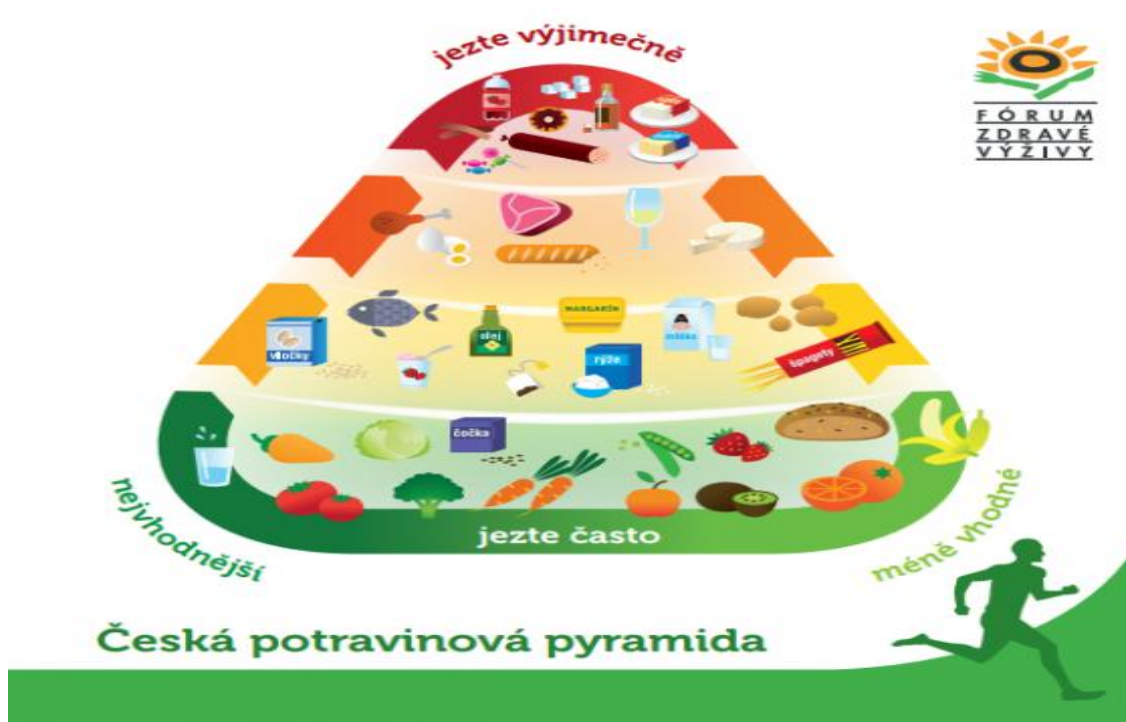 jezte výjimečně
FÓRUM
ZDRAVÉ
VÝŽIVY
MARGARÍN
olej
mléko
vločky
rýže
špagety
čočka
jezte často
nejvhodnější
méně vhodné
Česká potravinová pyramida